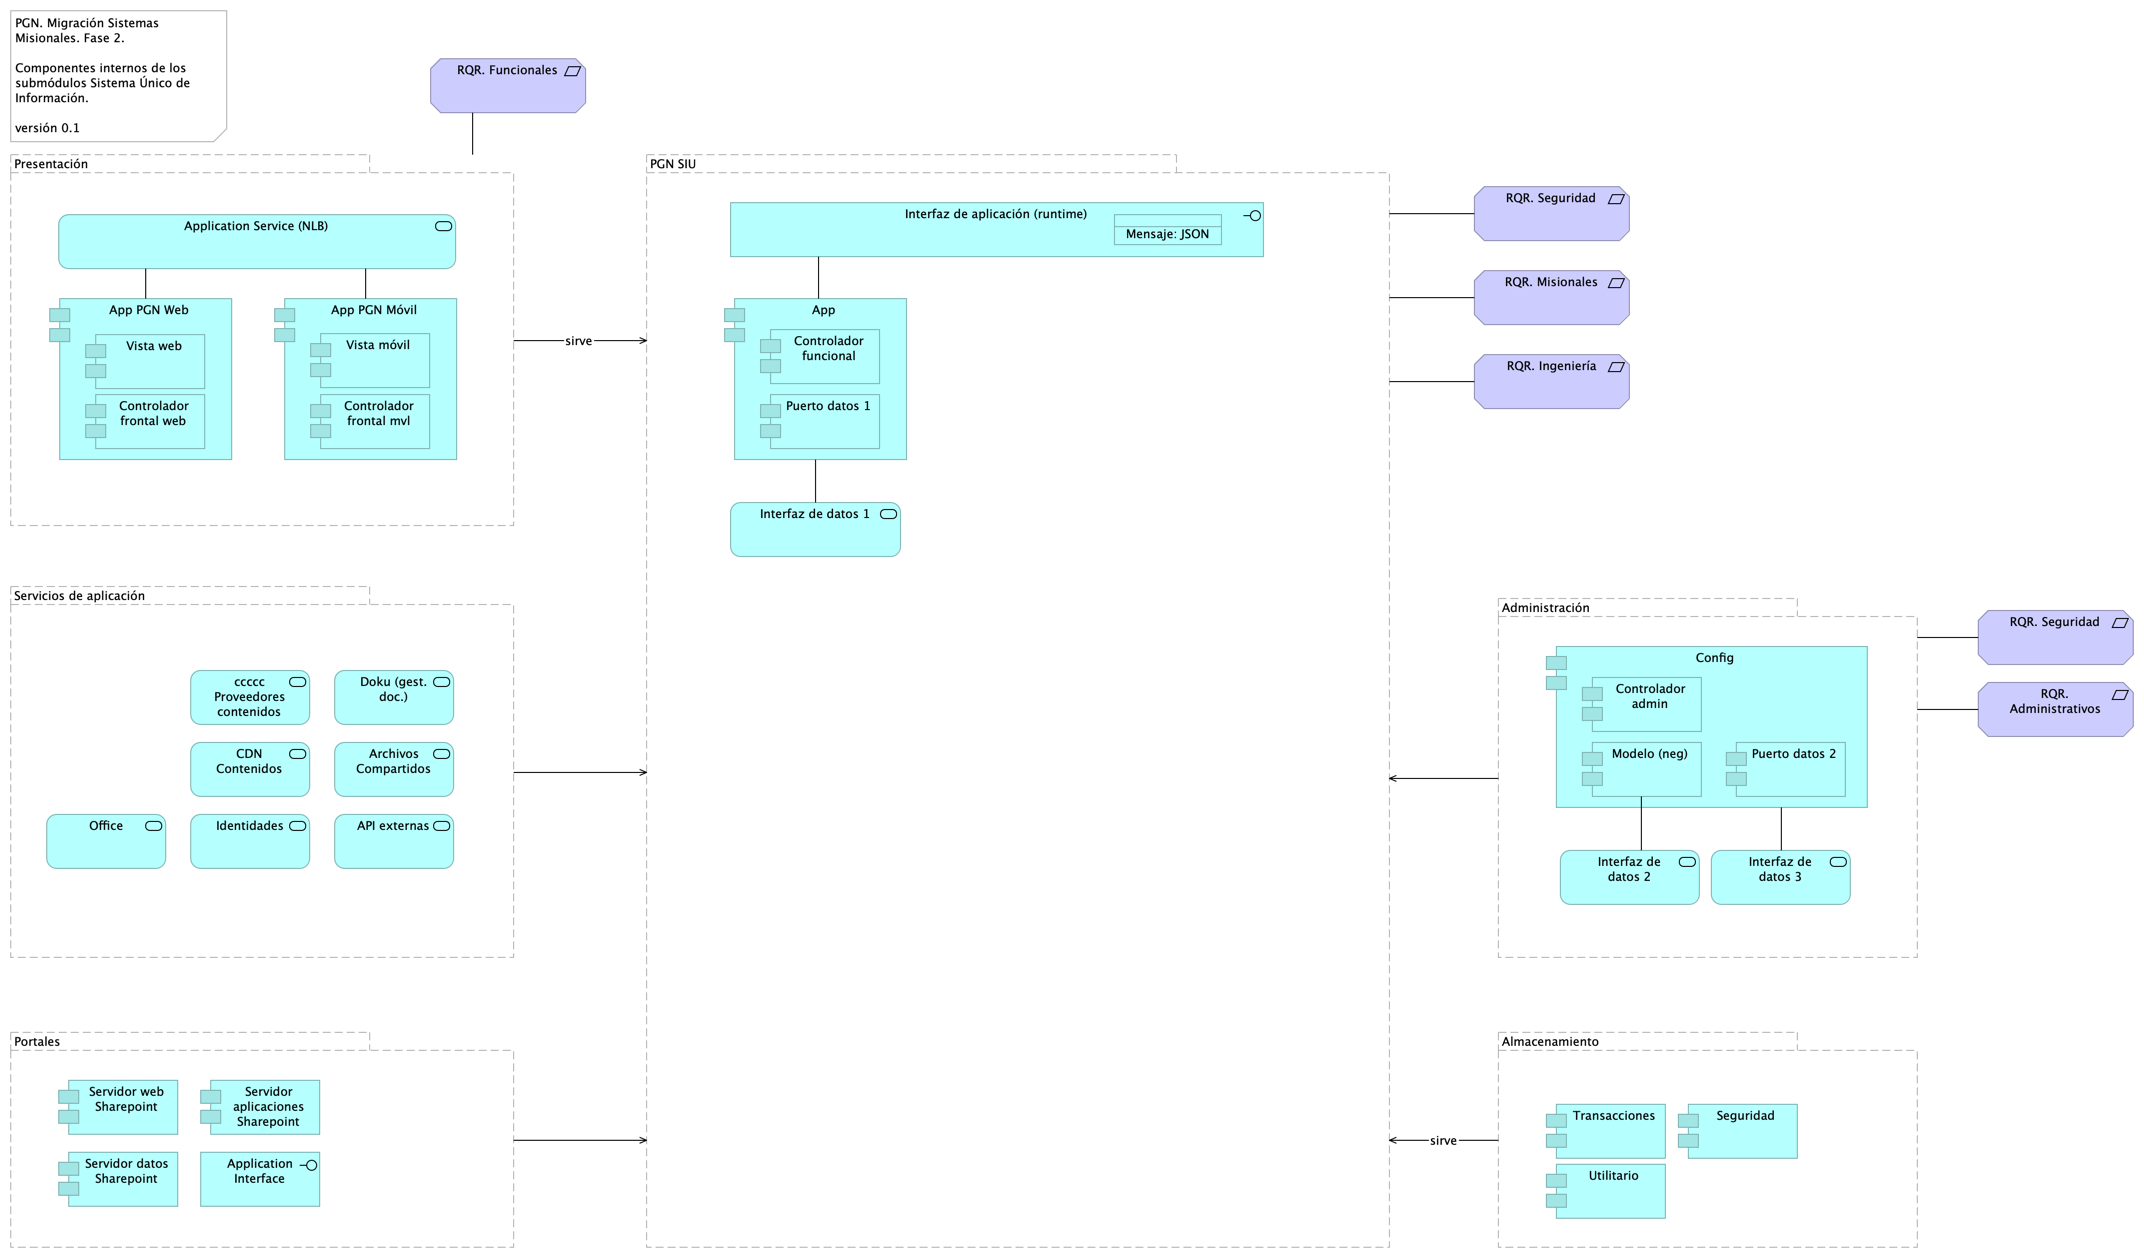 PGN. Migración Sistemas
Misionales. Fase 2.
Componentes internos de los
submódulos Sistema Único de
Información.
versión 0.1
RQR. Funcionales
Presentación
Application Service (NLB)
App PGN Web
Vista web
Controlador
frontal web
App PGN Móvil
Vista móvil
Controlador
frontal mvl
sirve
PGN SIU
Interfaz de aplicación (runtime)
Mensaje: JSON
App
Controlador
funcional
Puerto datos 1
Interfaz de datos 1
RQR. Seguridad
RQR. Misionales
RQR. Ingeniería
Servicios de aplicación
ccccc
Proveedores
contenidos
Doku (gest.
doc.)
CDN
Contenidos
Archivos
Compartidos
Office
Identidades
API externas
Administración
Config
Controlador
admin
Modelo (neg)
Puerto datos 2
Interfaz de
datos 2
Interfaz de
datos 3
RQR. Seguridad
RQR.
Administrativos
Portales
Servidor web
Sharepoint
Servidor
aplicaciones
Sharepoint
Servidor datos
Sharepoint
Application
Interface
sirve
Almacenamiento
Transacciones
Seguridad
Utilitario